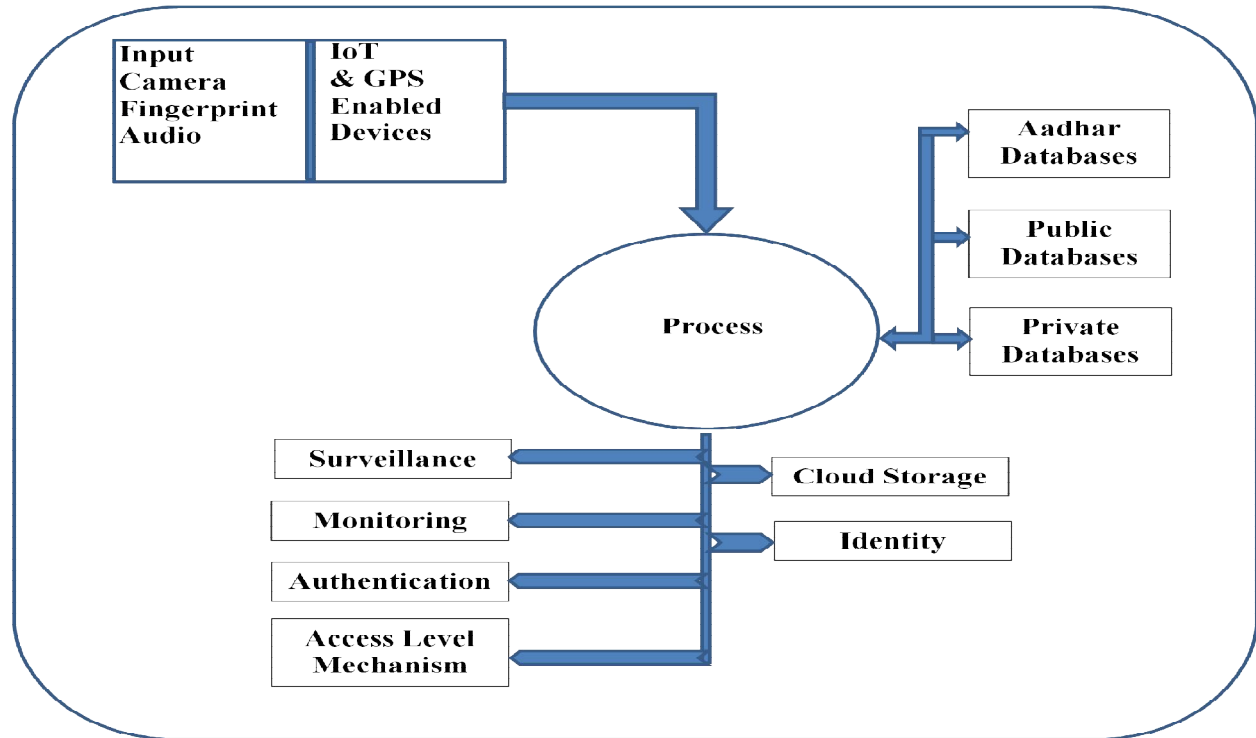 Input
Camera
Fingerprint
Audio
IoT
& GPS
Enabled
Devices
Aadhar
Databases
Public
Databases
Private
Databases
Process
Surveillance
Monitoring
Authentication
Access Level
Mechanism
Cloud Storage
Identity